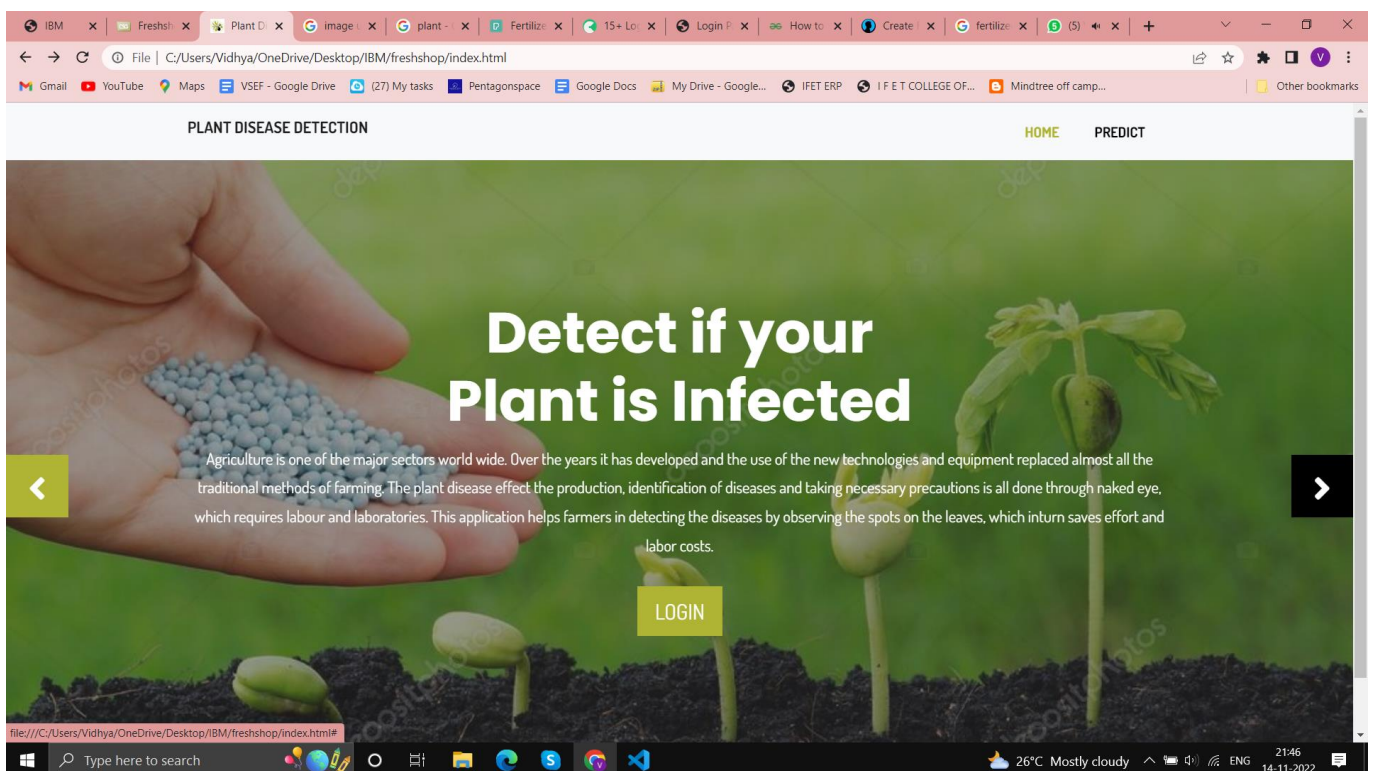 IBM
Freshsh
Plant D
image
plant -
Fertilize
15+ Lo
Login P
How to
Create
fertilize
(5)
File | C:/Users/Vidhya/OneDrive/Desktop/IBM/freshshop/index.html
V
Gmail
YouTube
Maps
VSEF - Google Drive
(27) My tasks
Pentagonspace
Google Docs
My Drive - Google...
IFET ERP
I F E T COLLEGE OF...
Mindtree off camp...
Other bookmarks
PLANT DISEASE DETECTION
HOME
PREDICT
Detect if your
Plant is Infected
Agriculture is one of the major sectors world wide. Over the years it has developed and the use of the new technologies and equipment replaced almost all the
traditional methods of farming. The plant disease effect the production, identification of diseases and taking necessary precautions is all done through naked eye,
which requires labour and laboratories. This application helps farmers in detecting the diseases by observing the spots on the leaves, which inturn saves effort and
labor costs.
LOGIN
depositphotos
file:///C:/Users/Vidhya/OneDrive/Desktop/IBM/freshshop/index.html#
Type here to search
26°C Mostly cloudy
ENG
21:46
14-11-2022